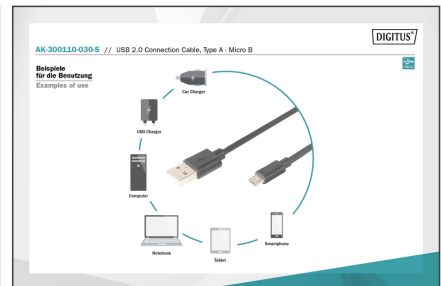 DIGITUS®
AK-300110-030-S // USB 2.0 Connection Cable, Type A - Micro B
Beispiele
für die Benutzung
Examples of use
Car Charger
USB Charger
Computer
Notebook
Tablet
Smartphone